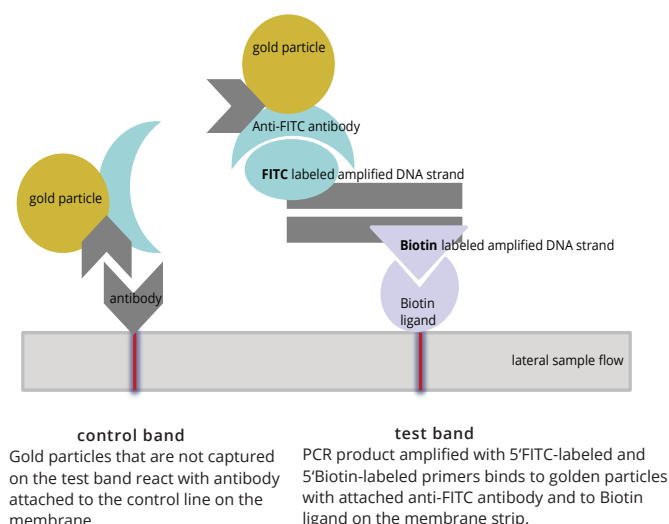 gold particle
Anti-FITC antibody
FITC labeled amplified DNA strand
gold particle
Biotin labeled amplified DNA strand
antibody
Biotin
ligand
lateral sample flow
control band
Gold particles that are not captured
on the test band react with antibody
attached to the control line on the
membrane
test band
PCR product amplified with 5‘FITC-labeled and
5‘Biotin-labeled primers binds to golden particles
with attached anti-FITC antibody and to Biotin
ligand on the membrane strip.